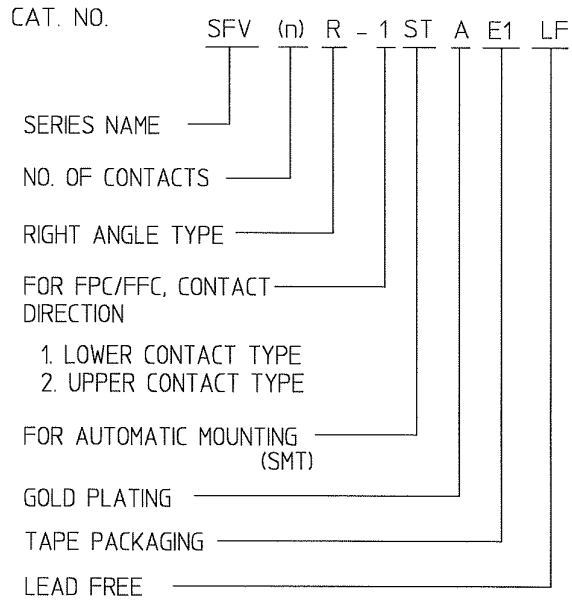 CAT. NO.
SFV (n) R - 1 ST A E1 LF
SERIES NAME
NO. OF CONTACTS
RIGHT ANGLE TYPE
FOR FPC/FFC, CONTACT
DIRECTION
1. LOWER CONTACT TYPE
2. UPPER CONTACT TYPE
FOR AUTOMATIC MOUNTING
(SMT)
GOLD PLATING
TAPE PACKAGING
LEAD FREE